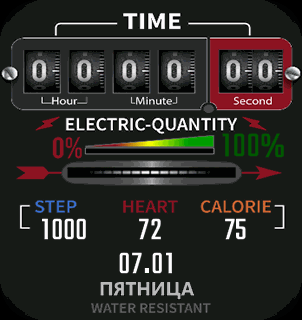 TIME
0 0 0 0 0 0
Hour Minute Second
ELECTRIC-QUANTITY
0% 100%
STEP HEART CALORIE
1000 72 75
07.01
ПЯТНИЦА
WATER RESISTANT